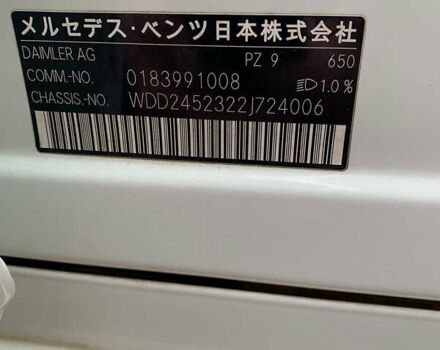 メルセデス・ベンツ日本株式会社
DAIMLER AG PZ 9 650
COMM.-NO. 0183991008 1.0%
CHASSIS.-NO WDD2452322J724006